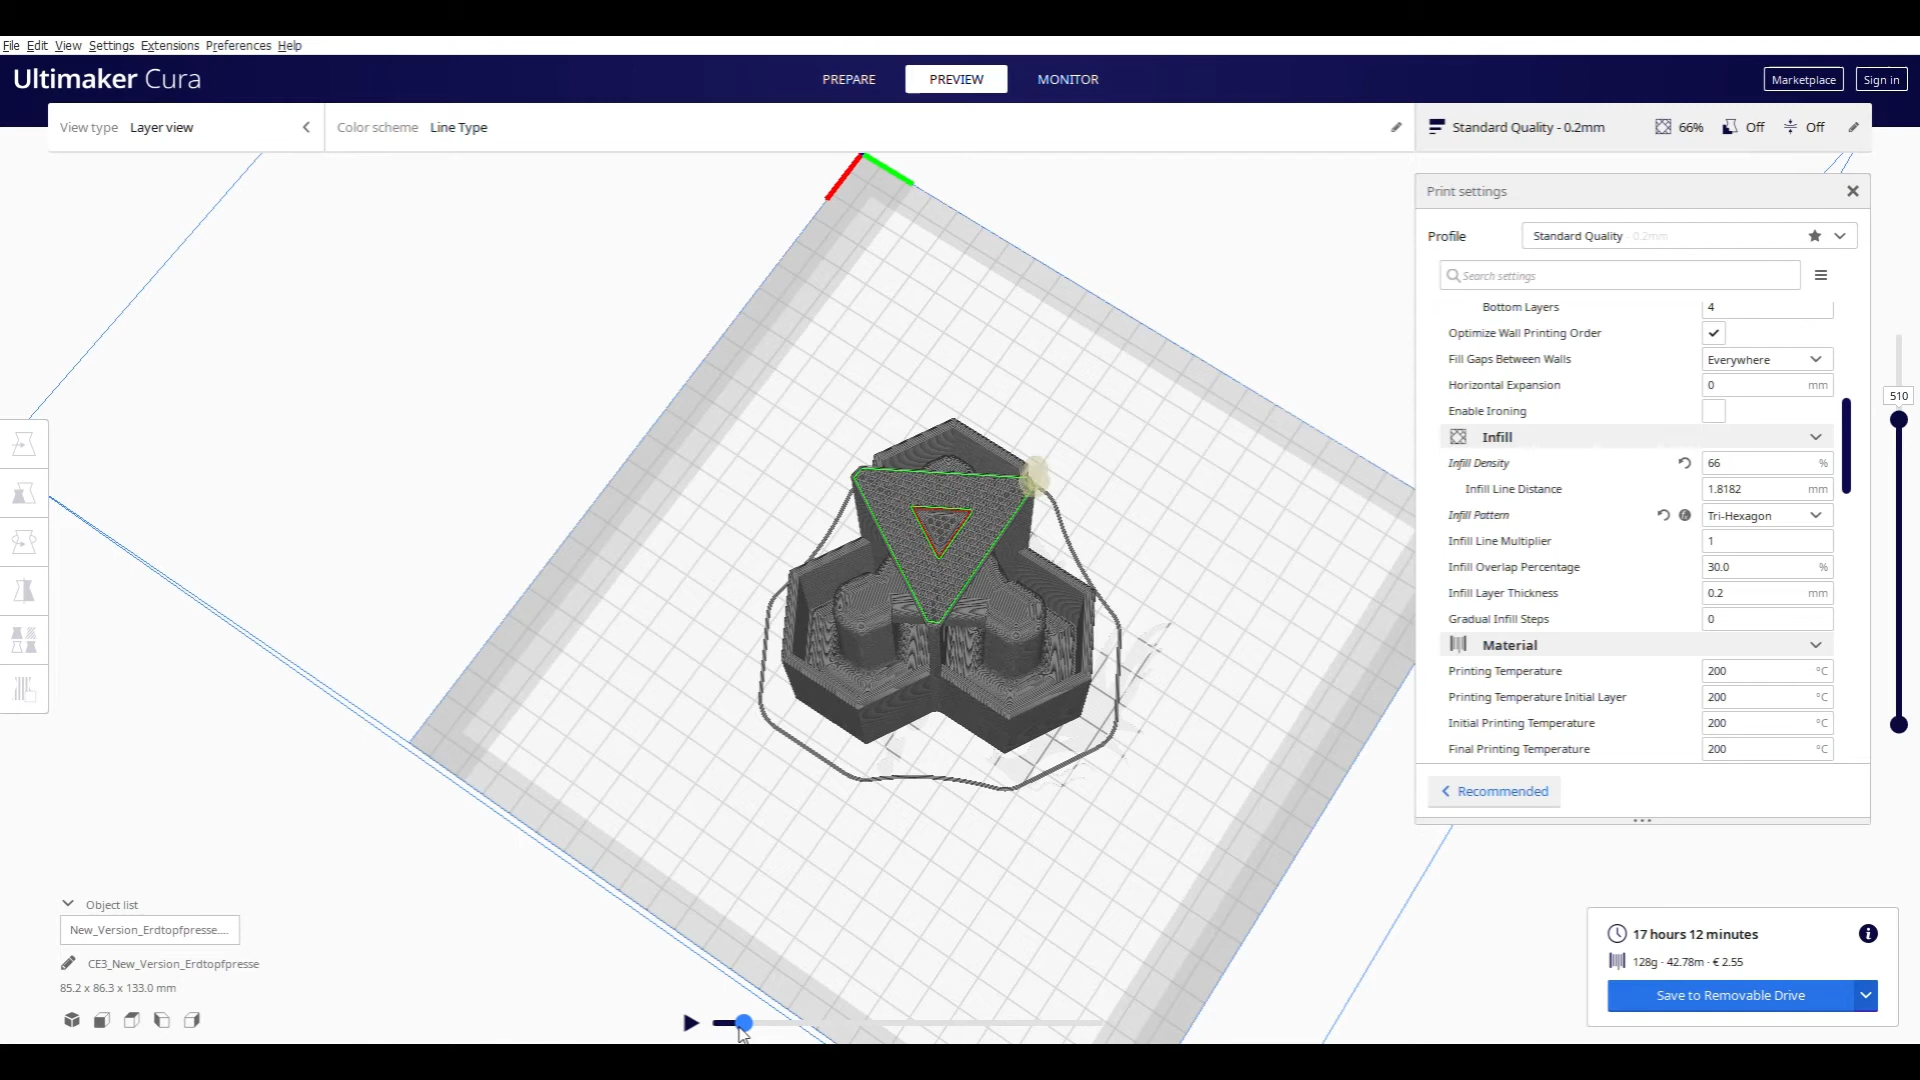 File Edit View Settings Extensions Preferences Help
Ultimaker Cura
PREPARE PREVIEW MONITOR
Marketplace Sign in
View type Layer view
Color scheme Line Type
Standard Quality - 0.2mm 66% Off Off
Print settings
Profile Standard Quality - 0.2mm
Search settings
Bottom Layers 4
Optimize Wall Printing Order
Fill Gaps Between Walls Everywhere
Horizontal Expansion 0 mm
510
Enable Ironing
Infill
Infill Density 66 %
Infill Line Distance 1.8182 mm
Infill Pattern Tri-Hexagon
Infill Line Multiplier 1
Infill Overlap Percentage 30.0 %
Infill Layer Thickness 0.2 mm
Gradual Infill Steps 0
Material
Printing Temperature 200 °C
Printing Temperature Initial Layer 200 °C
Initial Printing Temperature 200 °C
Final Printing Temperature 200 °C
Recommended
Object list
New_Version_Erdtopfpresse....
CE3_New_Version_Erdtopfpresse
85.2 x 86.3 x 133.0 mm
17 hours 12 minutes
128g · 42.78m · € 2.55
Save to Removable Drive